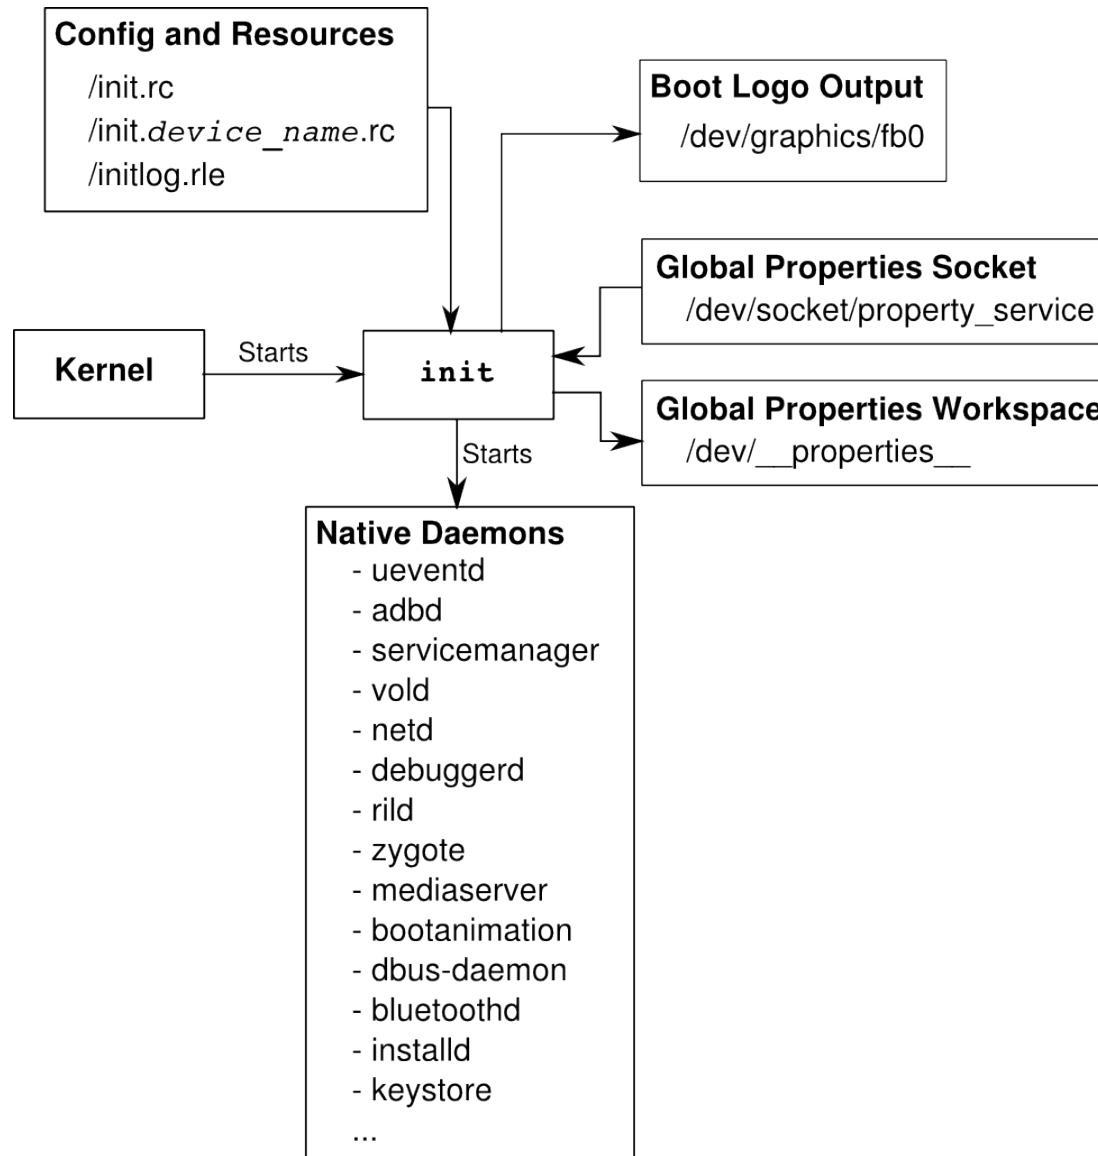 Config and Resources
/init.rc
/init.device_name.rc
/initlog.rle
Boot Logo Output
/dev/graphics/fb0
Global Properties Socket
/dev/socket/property_service
Kernel
Starts
init
Global Properties Workspace
/dev/__properties__
Starts
Native Daemons
- ueventd
- adbd
- servicemanager
- vold
- netd
- debuggerd
- rild
- zygote
- mediaserver
- bootanimation
- dbus-daemon
- bluetoothd
- installd
- keystore
...